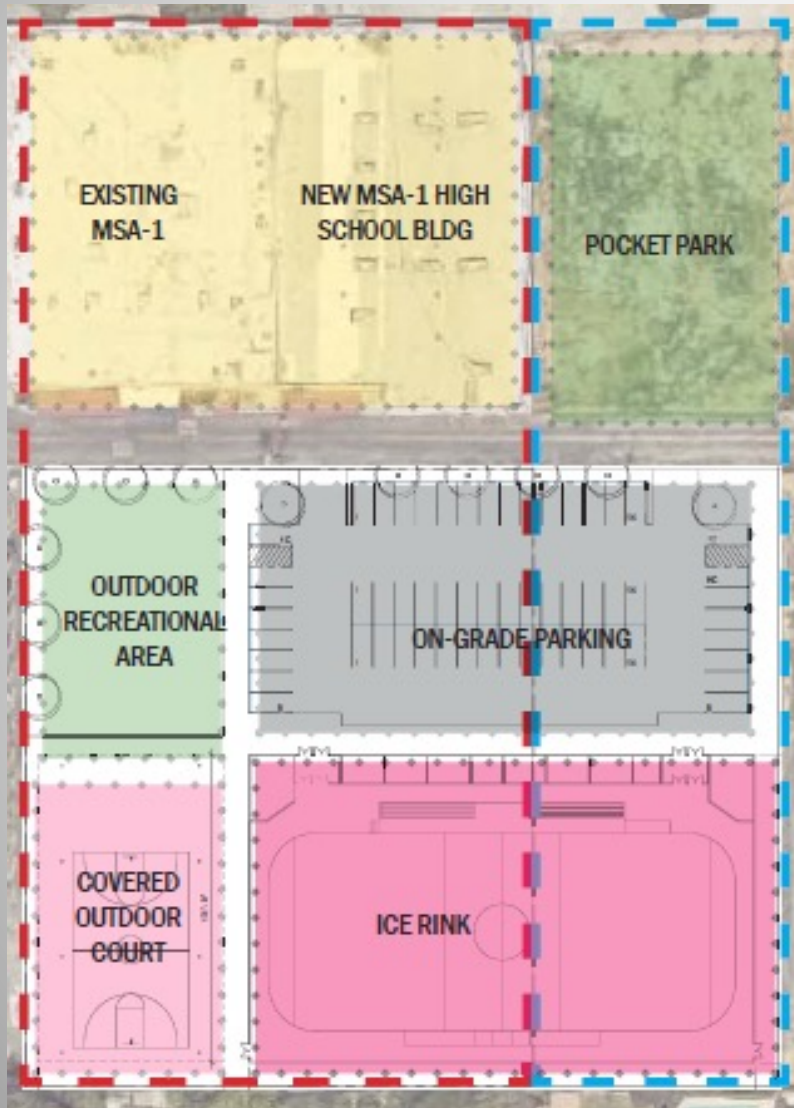 EXISTING
MSA-1
NEW MSA-1 HIGH
SCHOOL BLDG
POCKET PARK
OUTDOOR
RECREATIONAL
AREA
ON-GRADE PARKING
COVERED
OUTDOOR
COURT
ICE RINK